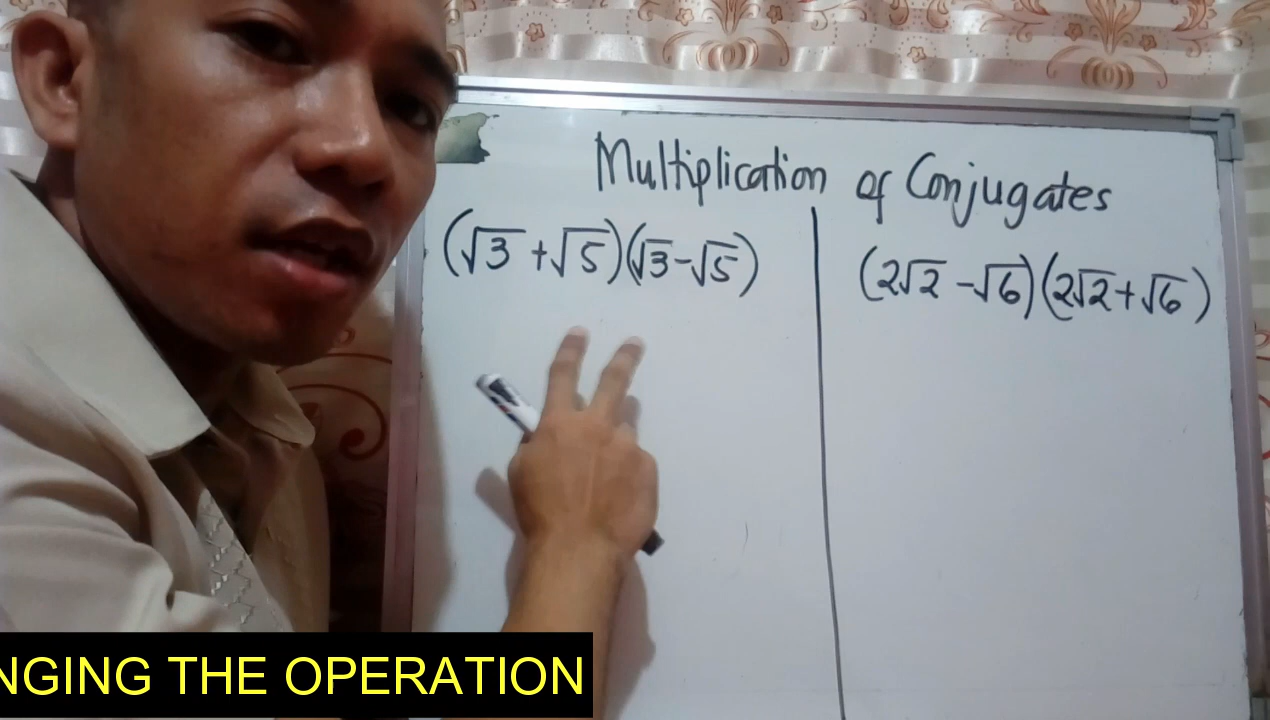 Multiplication of Conjugates
(√3 + √5)(√3 - √5)
(2√2 - √6)(2√2 + √6)
NGING THE OPERATION